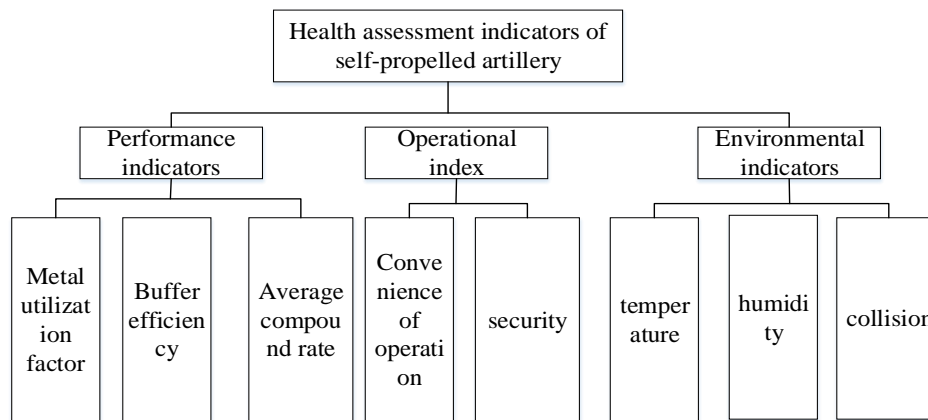 Health assessment indicators of
self-propelled artillery
Performance
indicators
Operational
index
Environmental
indicators
Metal
utilizat
ion
factor
Buffer
efficien
cy
Average
compou
nd rate
Conve
nience
of
operati
on
security
temper
ature
humidi
ty
collision